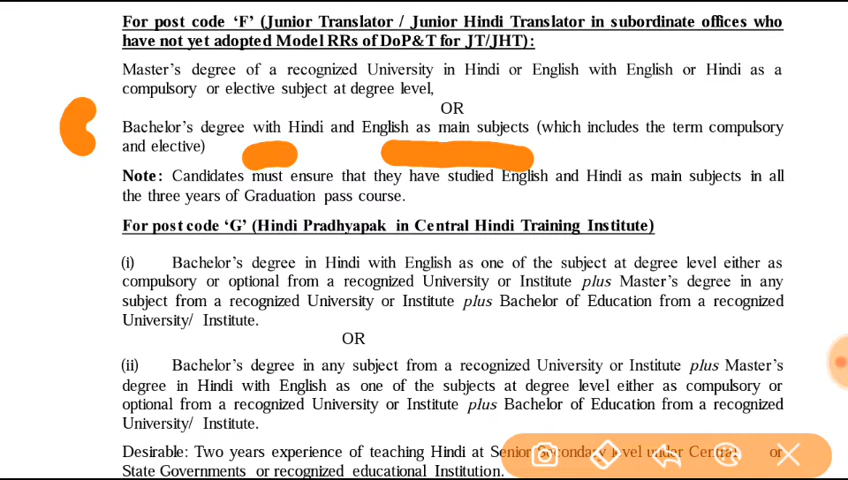 For post code ‘F’ (Junior Translator / Junior Hindi Translator in subordinate offices who
have not yet adopted Model RRs of DoP&T for JT/JHT):
Master’s degree of a recognized University in Hindi or English with English or Hindi as a
compulsory or elective subject at degree level,
OR
Bachelor’s degree with Hindi and English as main subjects (which includes the term compulsory
and elective)
Note: Candidates must ensure that they have studied English and Hindi as main subjects in all
the three years of Graduation pass course.
For post code ‘G’ (Hindi Pradhyapak in Central Hindi Training Institute)
(i) Bachelor’s degree in Hindi with English as one of the subject at degree level either as
compulsory or optional from a recognized University or Institute plus Master’s degree in any
subject from a recognized University or Institute plus Bachelor of Education from a recognized
University/ Institute.
OR
(ii) Bachelor’s degree in any subject from a recognized University or Institute plus Master’s
degree in Hindi with English as one of the subjects at degree level either as compulsory or
optional from a recognized University or Institute plus Bachelor of Education from a recognized
University/ Institute.
Desirable: Two years experience of teaching Hindi at Senior Secondary level under Central or
State Governments or recognized educational Institution.